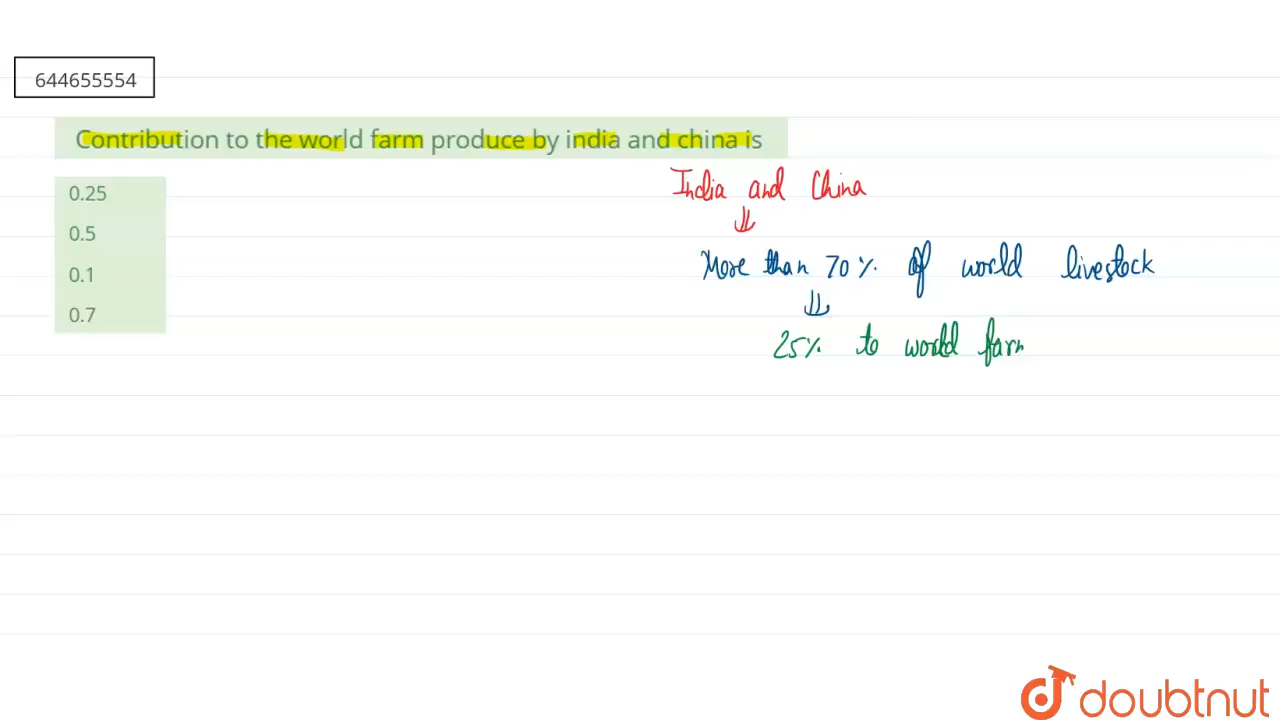 644655554
Contribution to the world farm produce by india and china is
0.25
0.5
0.1
0.7
India and China
More than 70% of world livestock
25% to world farm
doubtnut